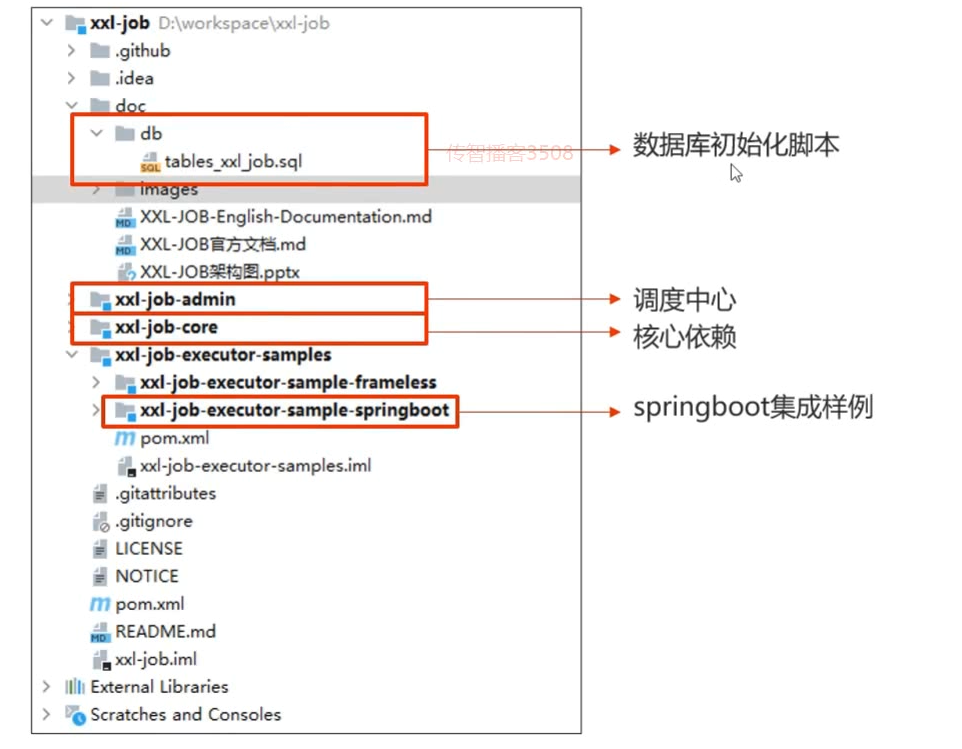 xxl-job D:\workspace\xxl-job
.github
.idea
doc
db
传智播客3508
数据库初始化脚本
SQL tables_xxl_job.sql
images
MD XXL-JOB-English-Documentation.md
MD XXL-JOB官方文档.md
XXL-JOB架构图.pptx
xxl-job-admin
调度中心
xxl-job-core
核心依赖
xxl-job-executor-samples
xxl-job-executor-sample-frameless
xxl-job-executor-sample-springboot
springboot集成样例
m pom.xml
xxl-job-executor-samples.iml
.gitattributes
.gitignore
LICENSE
NOTICE
m pom.xml
MD README.md
xxl-job.iml
External Libraries
Scratches and Consoles